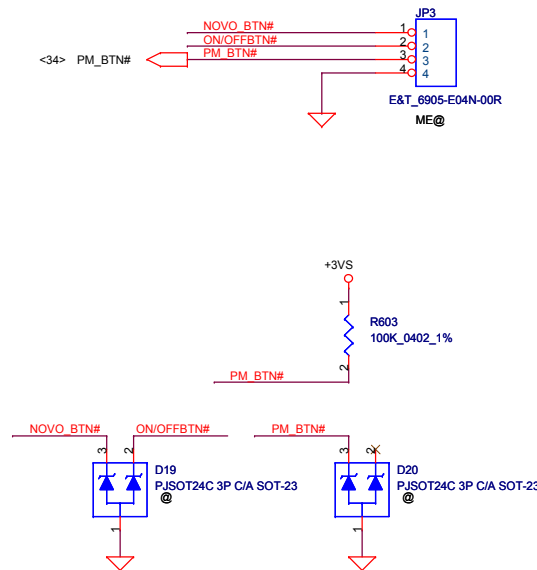 JP3
NOVO_BTN#
1
1
ON/OFFBTN#
2
2
<34> PM_BTN#
PM_BTN#
3
3
4
4
E&T_6905-E04N-00R
ME@
+3VS
1
R603
100K_0402_1%
2
PM_BTN#
NOVO_BTN#
ON/OFFBTN#
PM_BTN#
3
2
3
2
D19
PJSOT24C 3P C/A SOT-23
@
D20
PJSOT24C 3P C/A SOT-23
@
1
1